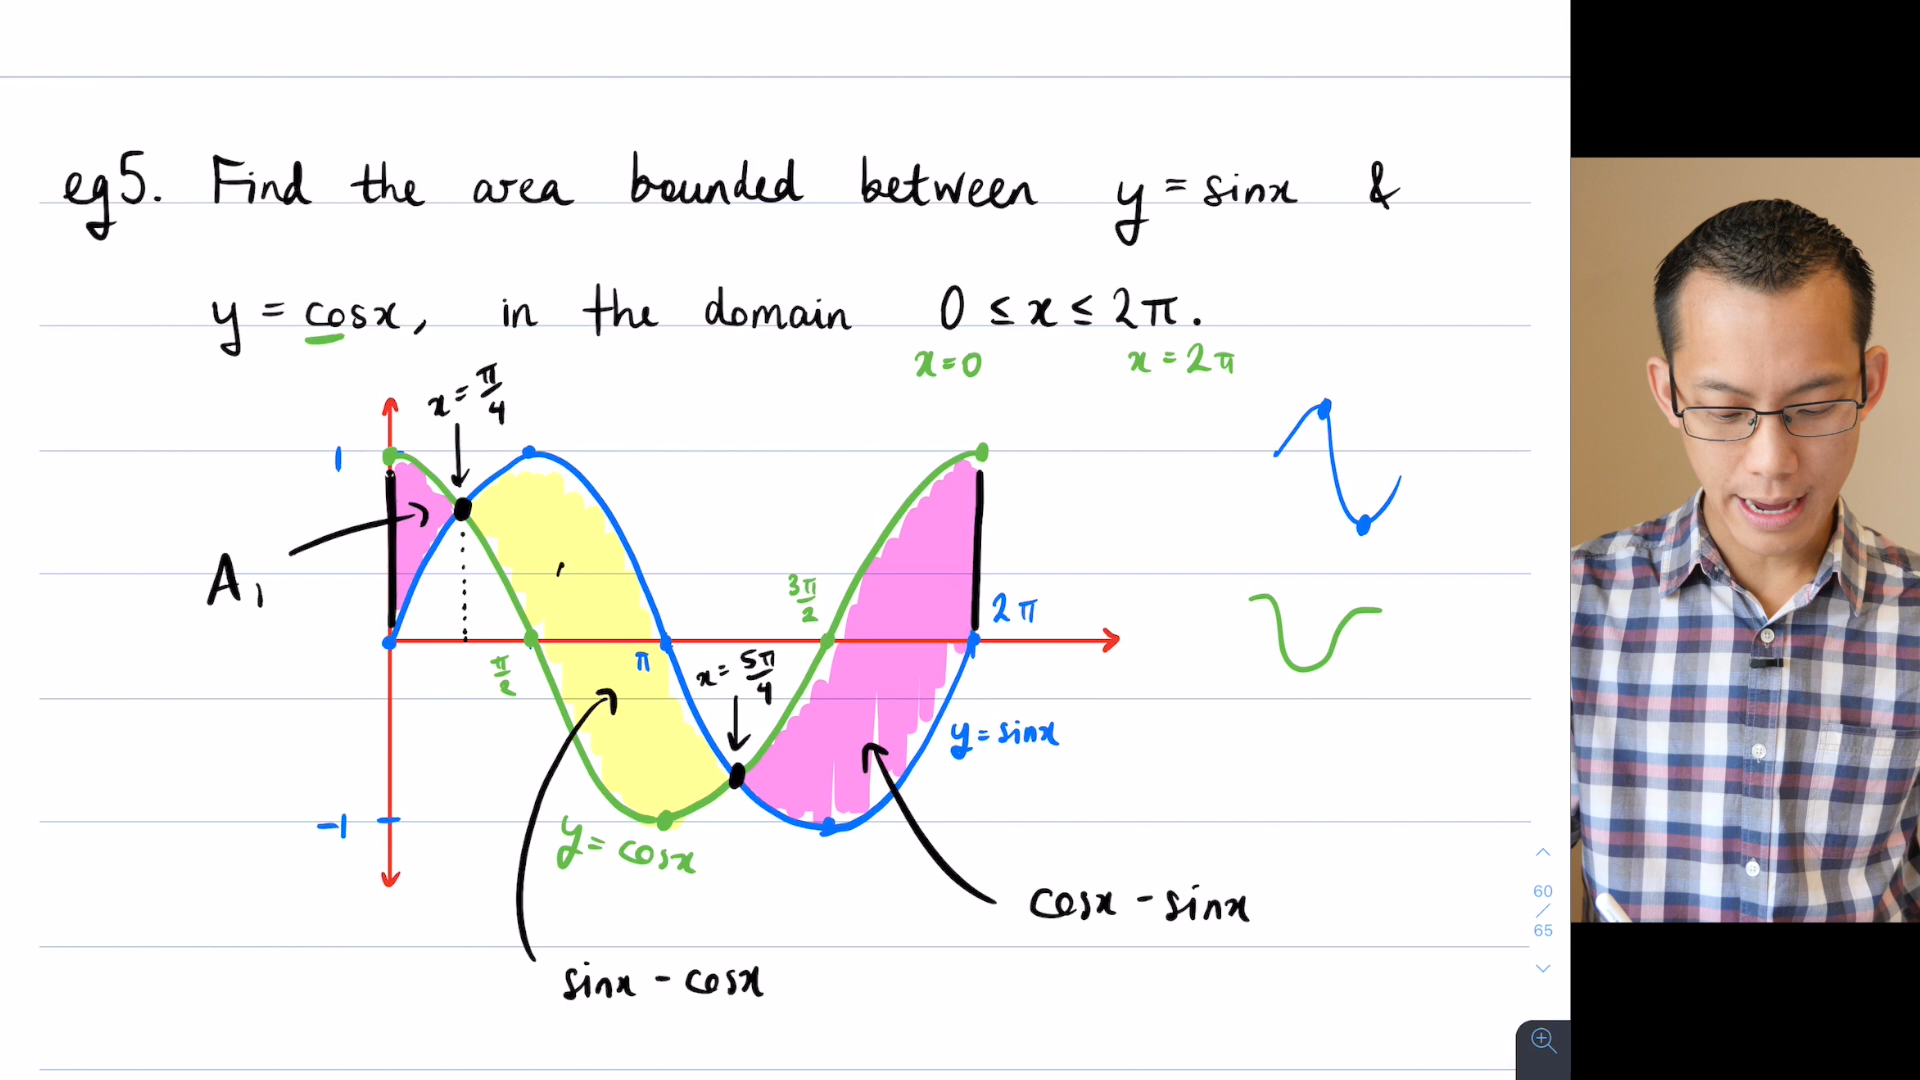 eg5. Find the area bounded between y = sinx &
y = cosx, in the domain 0 ≤ x ≤ 2π.
x=0 x=2π
x=π/4
1
A₁
3π/2
2π
π/2
π
x=5π/4
y=sinx
-1
y=cosx
60
/
65
cosx - sinx
sinx - cosx